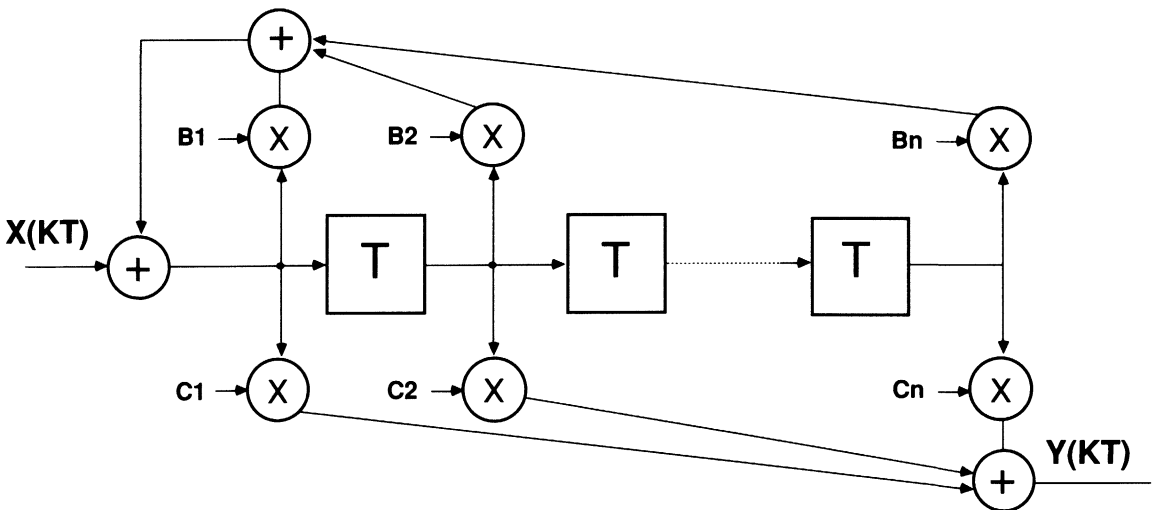 +
B1
X
B2
X
Bn
X
X(KT)
+
T
T
T
C1
X
C2
X
Cn
X
+
Y(KT)